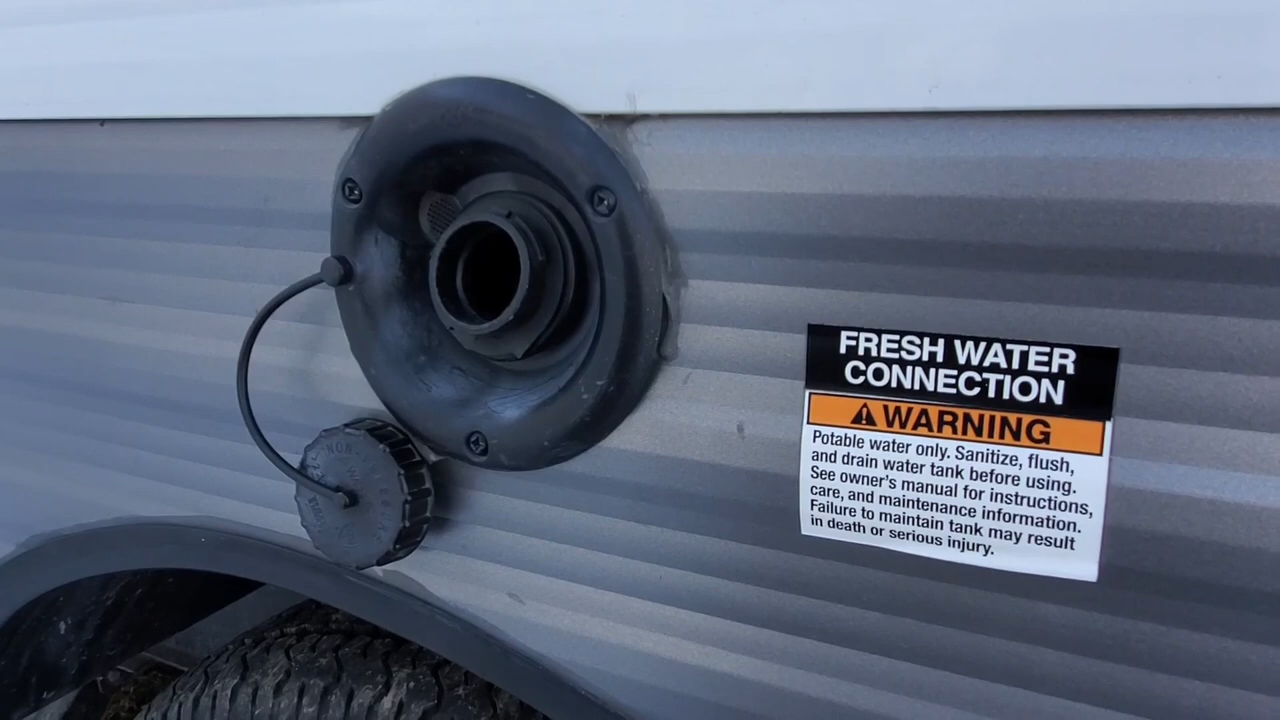 FRESH WATER
CONNECTION
WARNING
Potable water only. Sanitize, flush,
and drain water tank before using.
See owner's manual for instructions,
care, and maintenance information.
Failure to maintain tank may result
in death or serious injury.